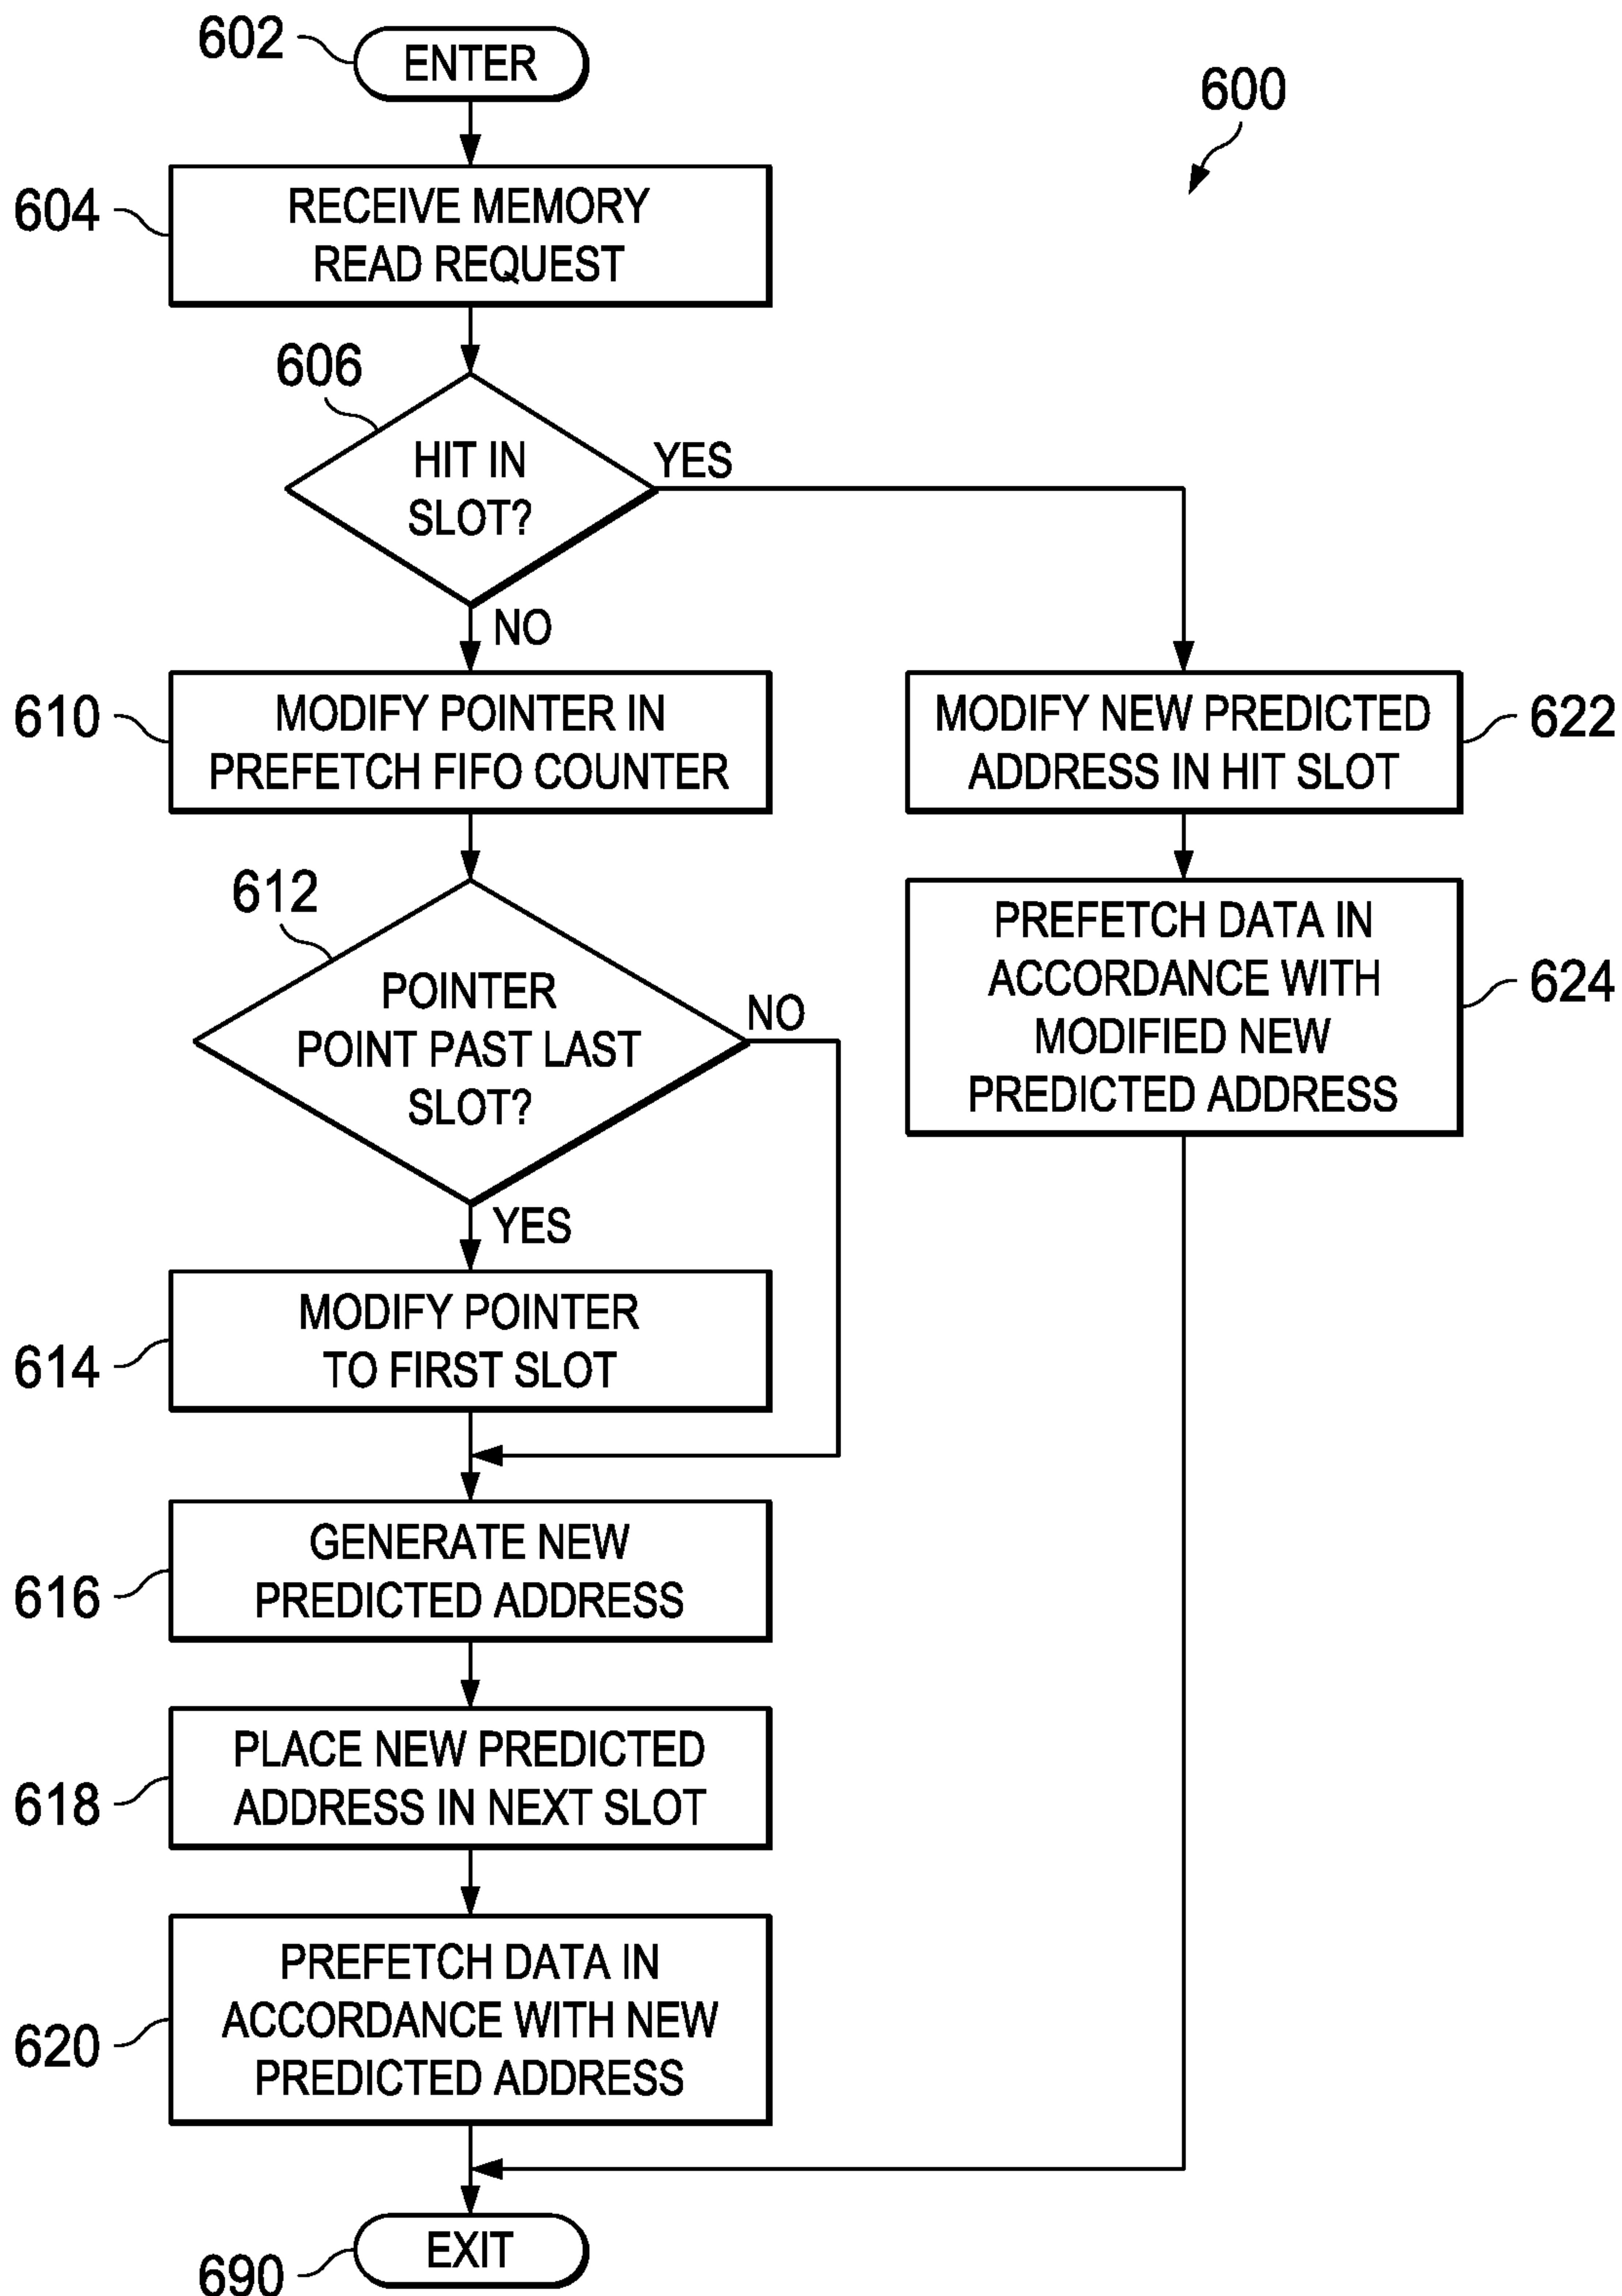 602
ENTER
600
604
RECEIVE MEMORY
READ REQUEST
606
HIT IN
SLOT?
YES
NO
610
MODIFY POINTER IN
PREFETCH FIFO COUNTER
MODIFY NEW PREDICTED
ADDRESS IN HIT SLOT
622
612
POINTER
POINT PAST LAST
SLOT?
NO
YES
PREFETCH DATA IN
ACCORDANCE WITH
MODIFIED NEW
PREDICTED ADDRESS
624
614
MODIFY POINTER
TO FIRST SLOT
616
GENERATE NEW
PREDICTED ADDRESS
618
PLACE NEW PREDICTED
ADDRESS IN NEXT SLOT
620
PREFETCH DATA IN
ACCORDANCE WITH NEW
PREDICTED ADDRESS
690
EXIT